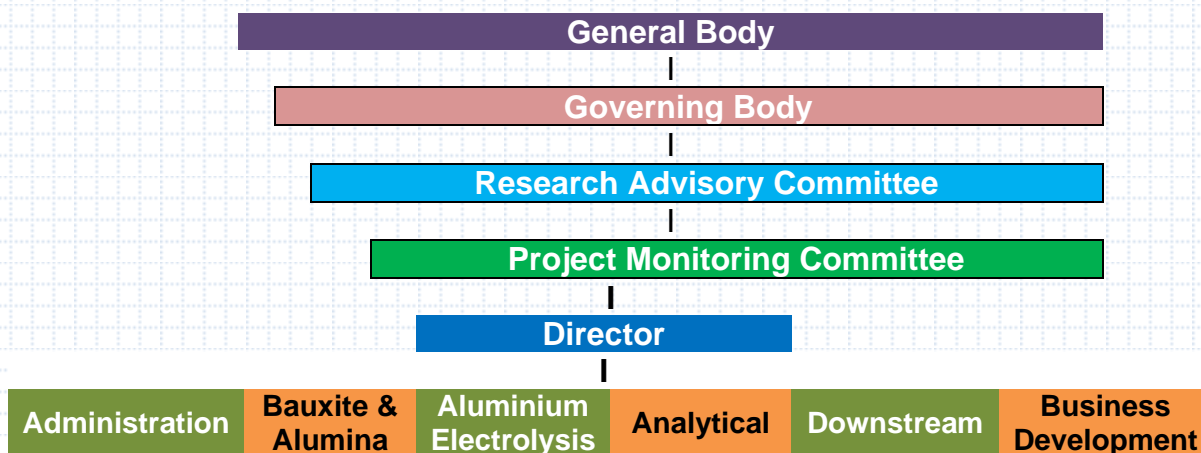 General Body
Governing Body
Research Advisory Committee
Project Monitoring Committee
Director
Administration
Bauxite &
Alumina
Aluminium
Electrolysis
Analytical
Downstream
Business
Development